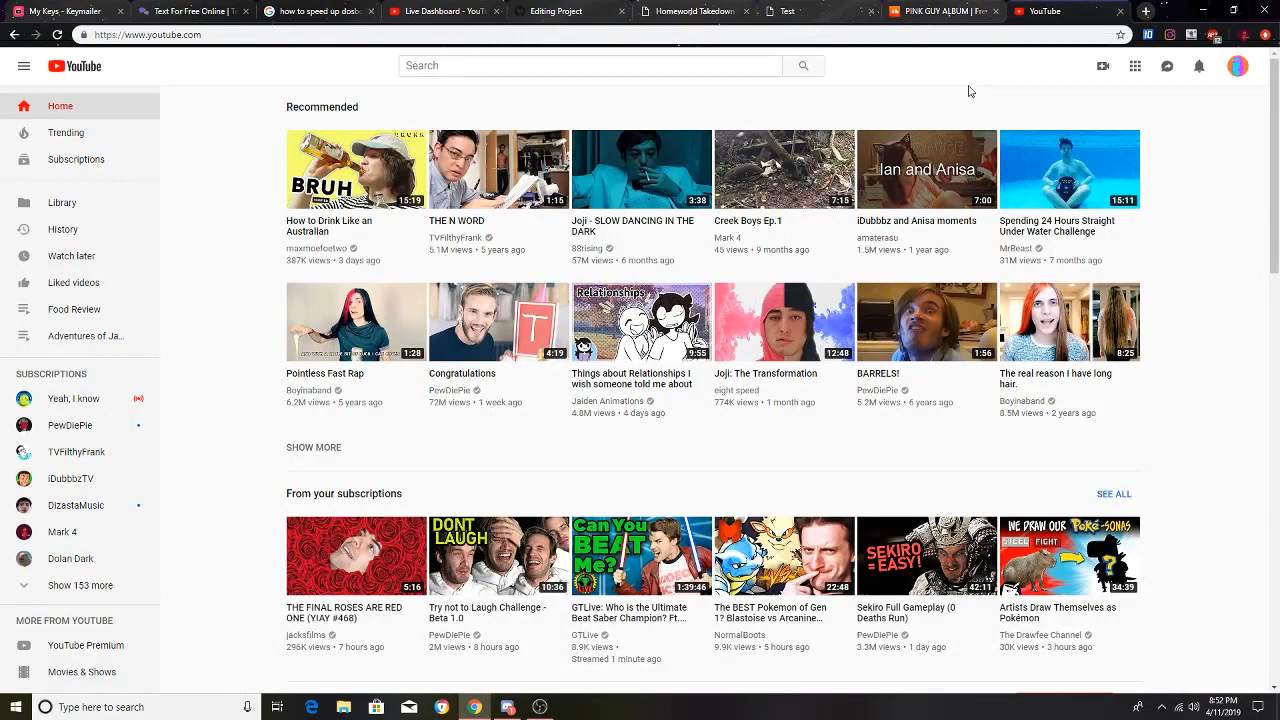 My Keys - Keymailer
Text For Free Online | Te
how to speed up obs
Live Dashboard - YouTu
Editing Project
Homeworkdown
Test
PINK GUY ALBUM | Free
YouTube
https://www.youtube.com
YouTube
Search
Home
Trending
Subscriptions
Library
History
Watch later
Liked videos
Food Review
Adventures of Ja...
SUBSCRIPTIONS
Yeah, I know
PewDiePie
TVFilthyFrank
iDubbbzTV
DizastaMusic
Mark 4
Dolan Dark
Show 153 more
MORE FROM YOUTUBE
YouTube Premium
Movies & Shows
Recommended
BRUH
15:19
1:15
3:38
7:15
Ian and Anisa
7:00
15:11
How to Drink Like an
Australian
maxmoefoetwo
387K views • 3 days ago
THE N WORD
TVFilthyFrank
5.1M views • 5 years ago
Joji - SLOW DANCING IN THE
DARK
88rising
57M views • 6 months ago
Creek Boys Ep.1
Mark 4
45 views • 9 months ago
iDubbbz and Anisa moments
amaterasu
1.5M views • 1 year ago
Spending 24 Hours Straight
Under Water Challenge
MrBeast
31M views • 7 months ago
1:28
T
4:19
Relationships
9:55
12:48
1:56
8:25
Pointless Fast Rap
Boyinaband
6.2M views • 5 years ago
Congratulations
PewDiePie
72M views • 1 week ago
Things about Relationships I
wish someone told me about
Jaiden Animations
4.8M views • 4 days ago
Joji: The Transformation
eight speed
774K views • 1 month ago
BARRELS!
PewDiePie
5.2M views • 6 years ago
The real reason I have long
hair.
Boyinaband
8.5M views • 2 years ago
SHOW MORE
From your subscriptions
SEE ALL
5:16
DONT
LAUGH
10:36
Can You
BEAT
Me?
1:39:46
22:48
SEKIRO
=EASY!
42:11
WE DRAW OUR POKÉ-SONAS
STEEL FIGHT
?
34:39
THE FINAL ROSES ARE RED
ONE (YIAY #468)
jacksfilms
296K views • 7 hours ago
Try not to Laugh Challenge -
Beta 1.0
PewDiePie
2M views • 8 hours ago
GTLive: Who is the Ultimate
Beat Saber Champion? Ft....
GTLive
8.9K views •
Streamed 1 minute ago
The BEST Pokemon of Gen
1? Blastoise vs Arcanine...
NormalBoots
9.9K views • 5 hours ago
Sekiro Full Gameplay (0
Deaths Run)
PewDiePie
3.3M views • 1 day ago
Artists Draw Themselves as
Pokémon
The Drawfee Channel
30K views • 3 hours ago
Type here to search
8:52 PM
4/11/2019